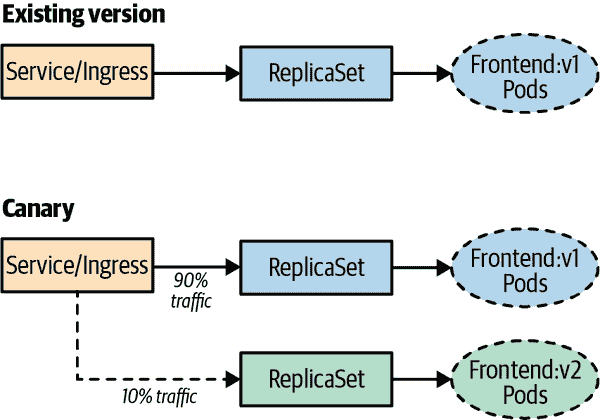 Existing version
Service/Ingress
ReplicaSet
Frontend:v1
Pods
Canary
Service/Ingress
90%
traffic
ReplicaSet
Frontend:v1
Pods
10% traffic
ReplicaSet
Frontend:v2
Pods